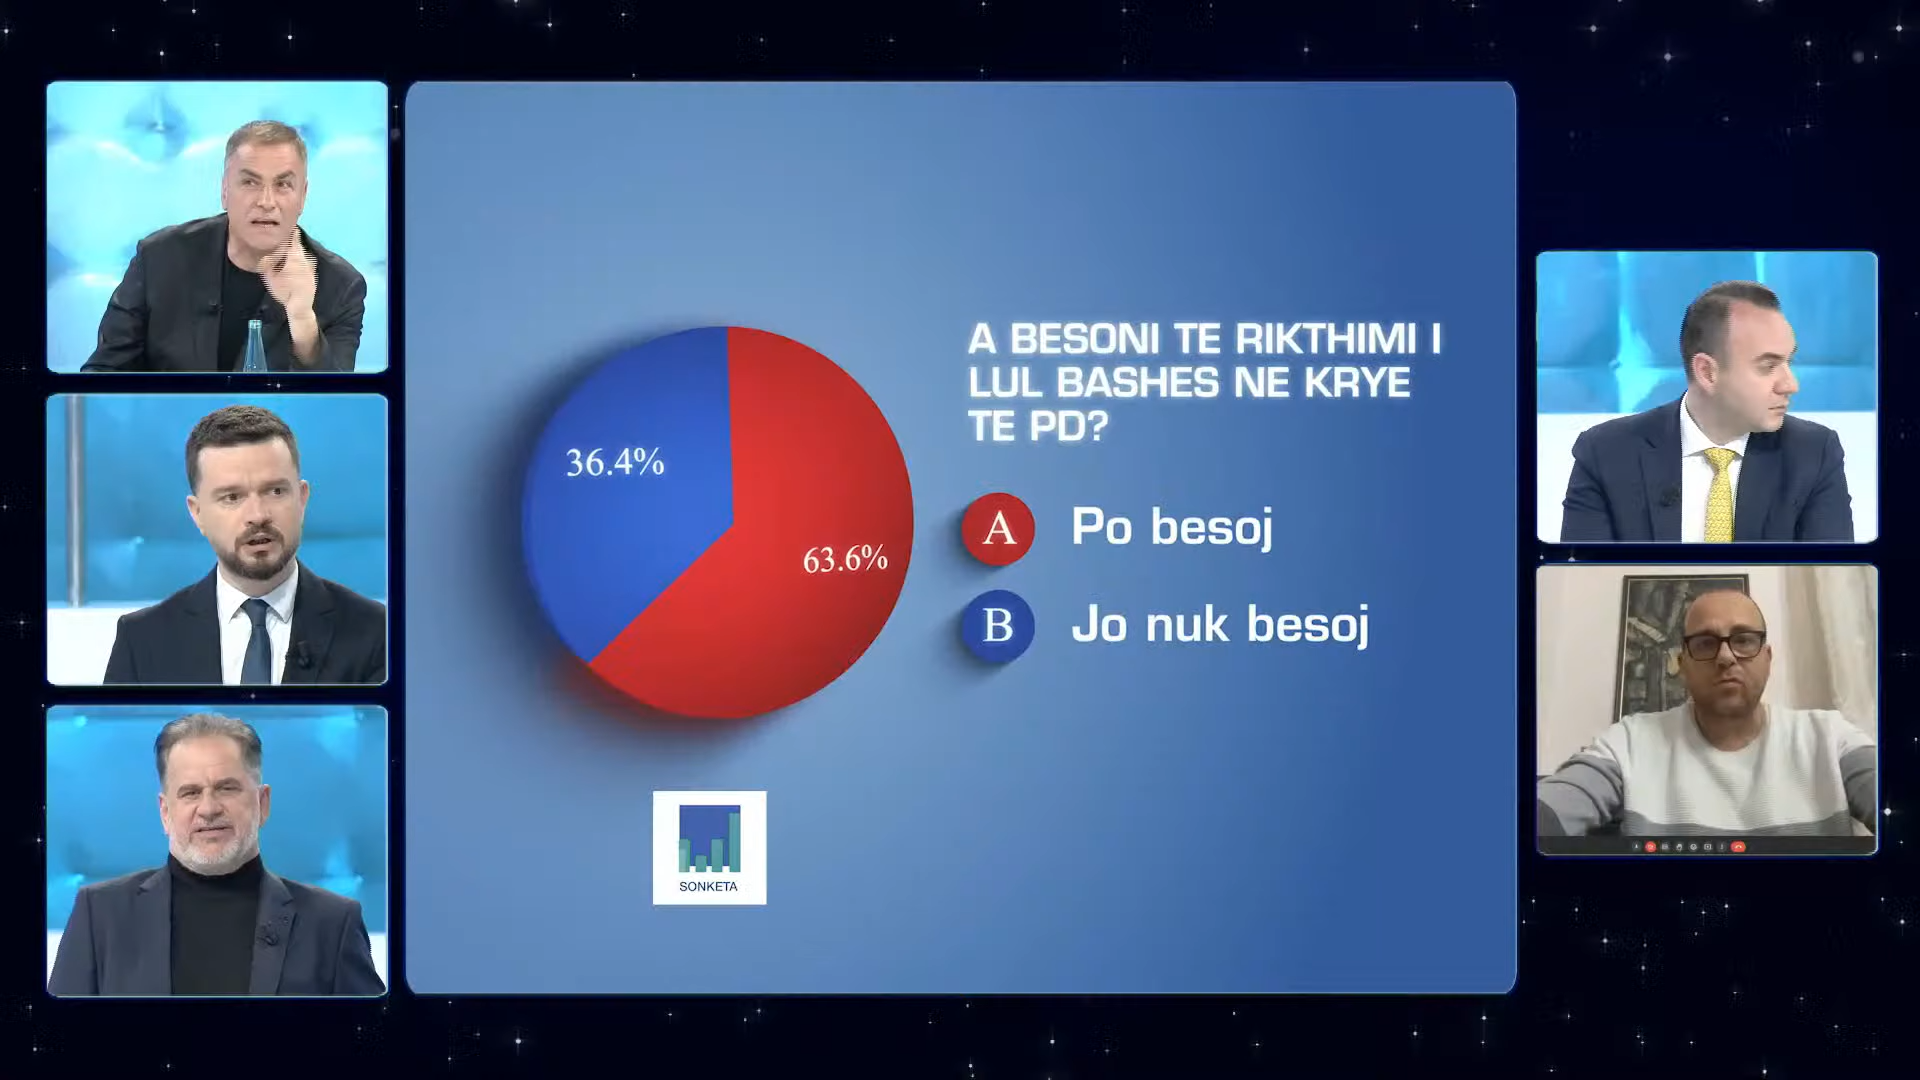 36.4%
63.6%
A BESONI TE RIKTHIMI I
LUL BASHES NE KRYE
TE PD?
A Po besoj
B Jo nuk besoj
SONKETA